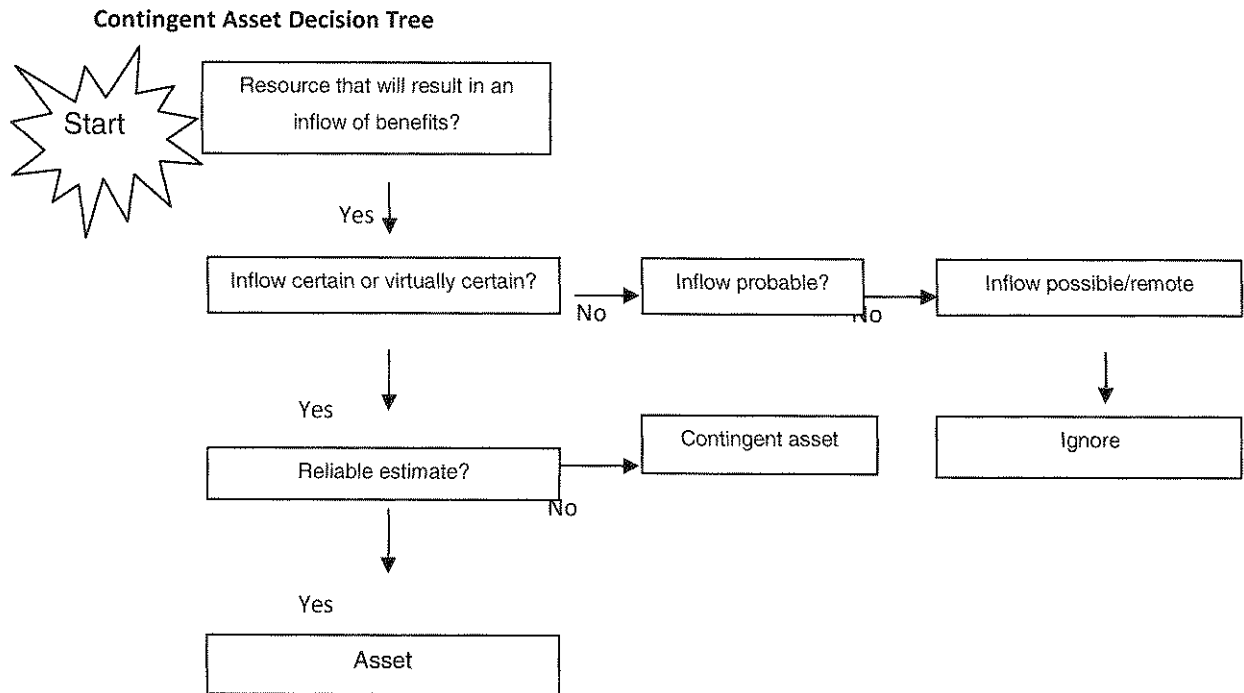 Contingent Asset Decision Tree
Start
Resource that will result in an
inflow of benefits?
Yes
Inflow certain or virtually certain?
No
Inflow probable?
No
Inflow possible/remote
Yes
Reliable estimate?
No
Contingent asset
Ignore
Yes
Asset